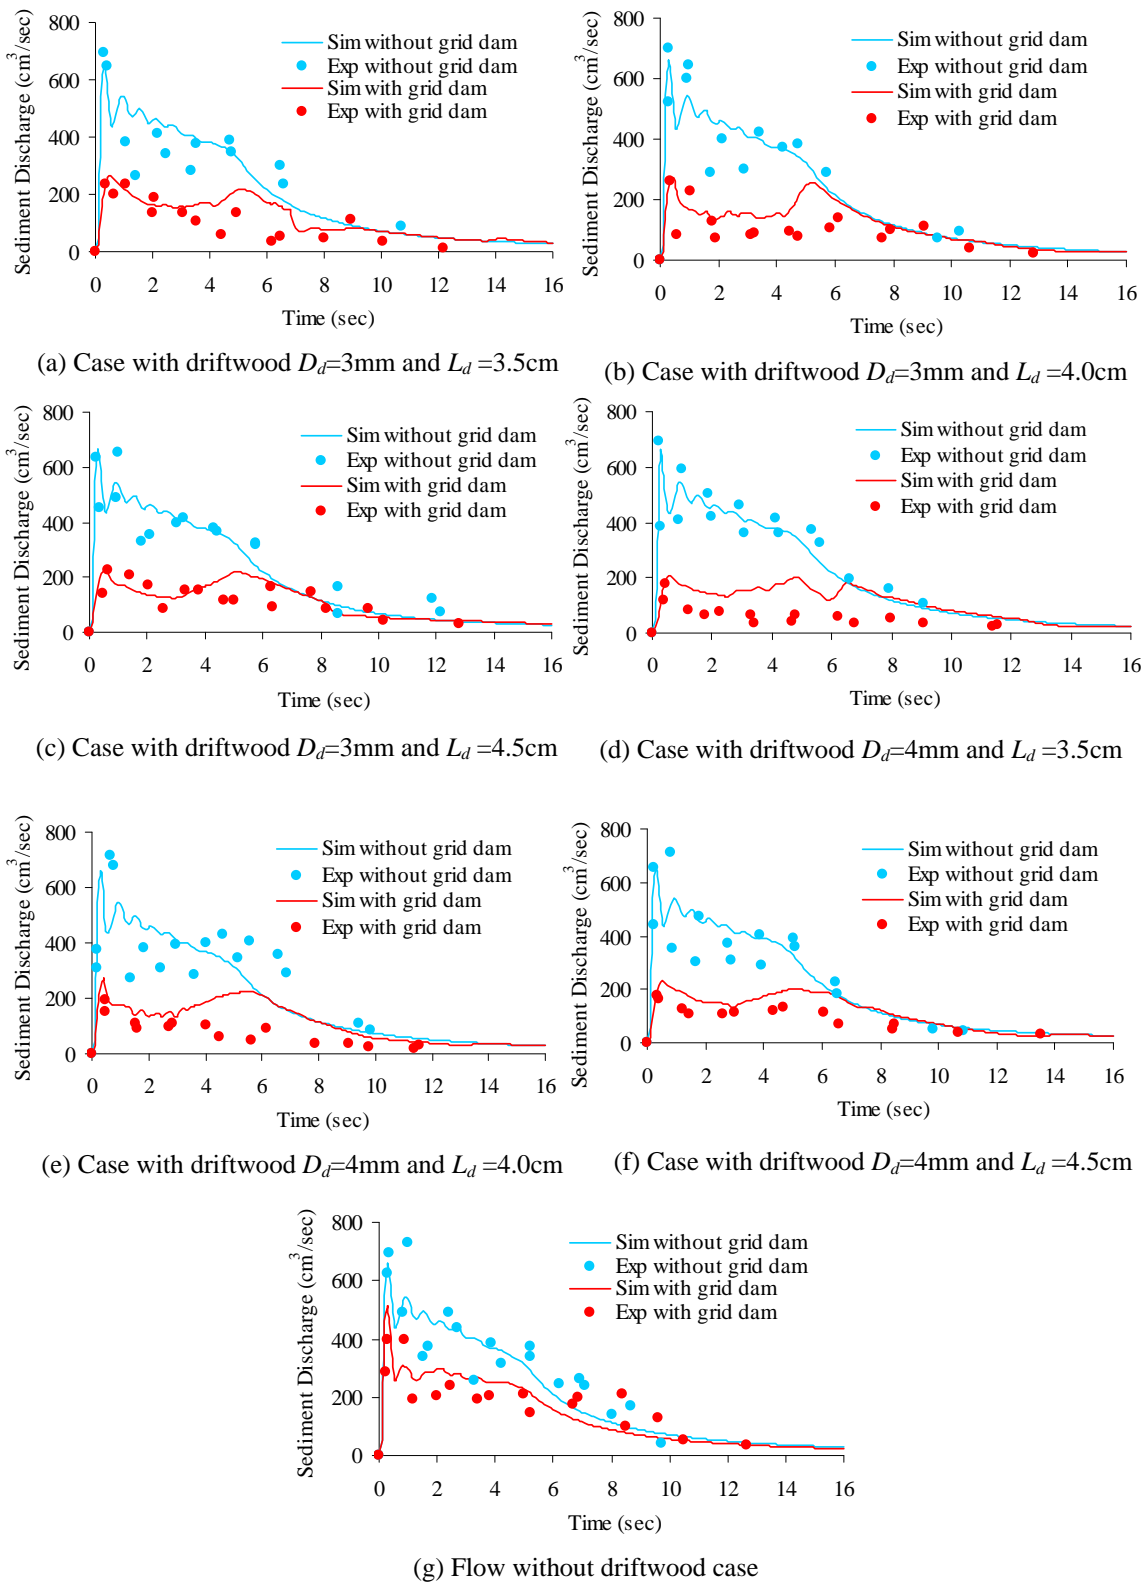 Sediment Discharge (cm³/sec)
800
600
400
200
0
Sim without grid dam
Exp without grid dam
Sim with grid dam
Exp with grid dam
0 2 4 6 8 10 12 14 16
Time (sec)
(a) Case with driftwood Dd=3mm and Ld =3.5cm
Sediment Discharge (cm³/sec)
800
600
400
200
0
Sim without grid dam
Exp without grid dam
Sim with grid dam
Exp with grid dam
0 2 4 6 8 10 12 14 16
Time (sec)
(b) Case with driftwood Dd=3mm and Ld =4.0cm
Sediment Discharge (cm³/sec)
800
600
400
200
0
Sim without grid dam
Exp without grid dam
Sim with grid dam
Exp with grid dam
0 2 4 6 8 10 12 14 16
Time (sec)
(c) Case with driftwood Dd=3mm and Ld =4.5cm
Sediment Discharge (cm³/sec)
800
600
400
200
0
Sim without grid dam
Exp without grid dam
Sim with grid dam
Exp with grid dam
0 2 4 6 8 10 12 14 16
Time (sec)
(d) Case with driftwood Dd=4mm and Ld =3.5cm
Sediment Discharge (cm³/sec)
800
600
400
200
0
Sim without grid dam
Exp without grid dam
Sim with grid dam
Exp with grid dam
0 2 4 6 8 10 12 14 16
Time (sec)
(e) Case with driftwood Dd=4mm and Ld =4.0cm
Sediment Discharge (cm³/sec)
800
600
400
200
0
Sim without grid dam
Exp without grid dam
Sim with grid dam
Exp with grid dam
0 2 4 6 8 10 12 14 16
Time (sec)
(f) Case with driftwood Dd=4mm and Ld =4.5cm
Sediment Discharge (cm³/sec)
800
600
400
200
0
Sim without grid dam
Exp without grid dam
Sim with grid dam
Exp with grid dam
0 2 4 6 8 10 12 14 16
Time (sec)
(g) Flow without driftwood case